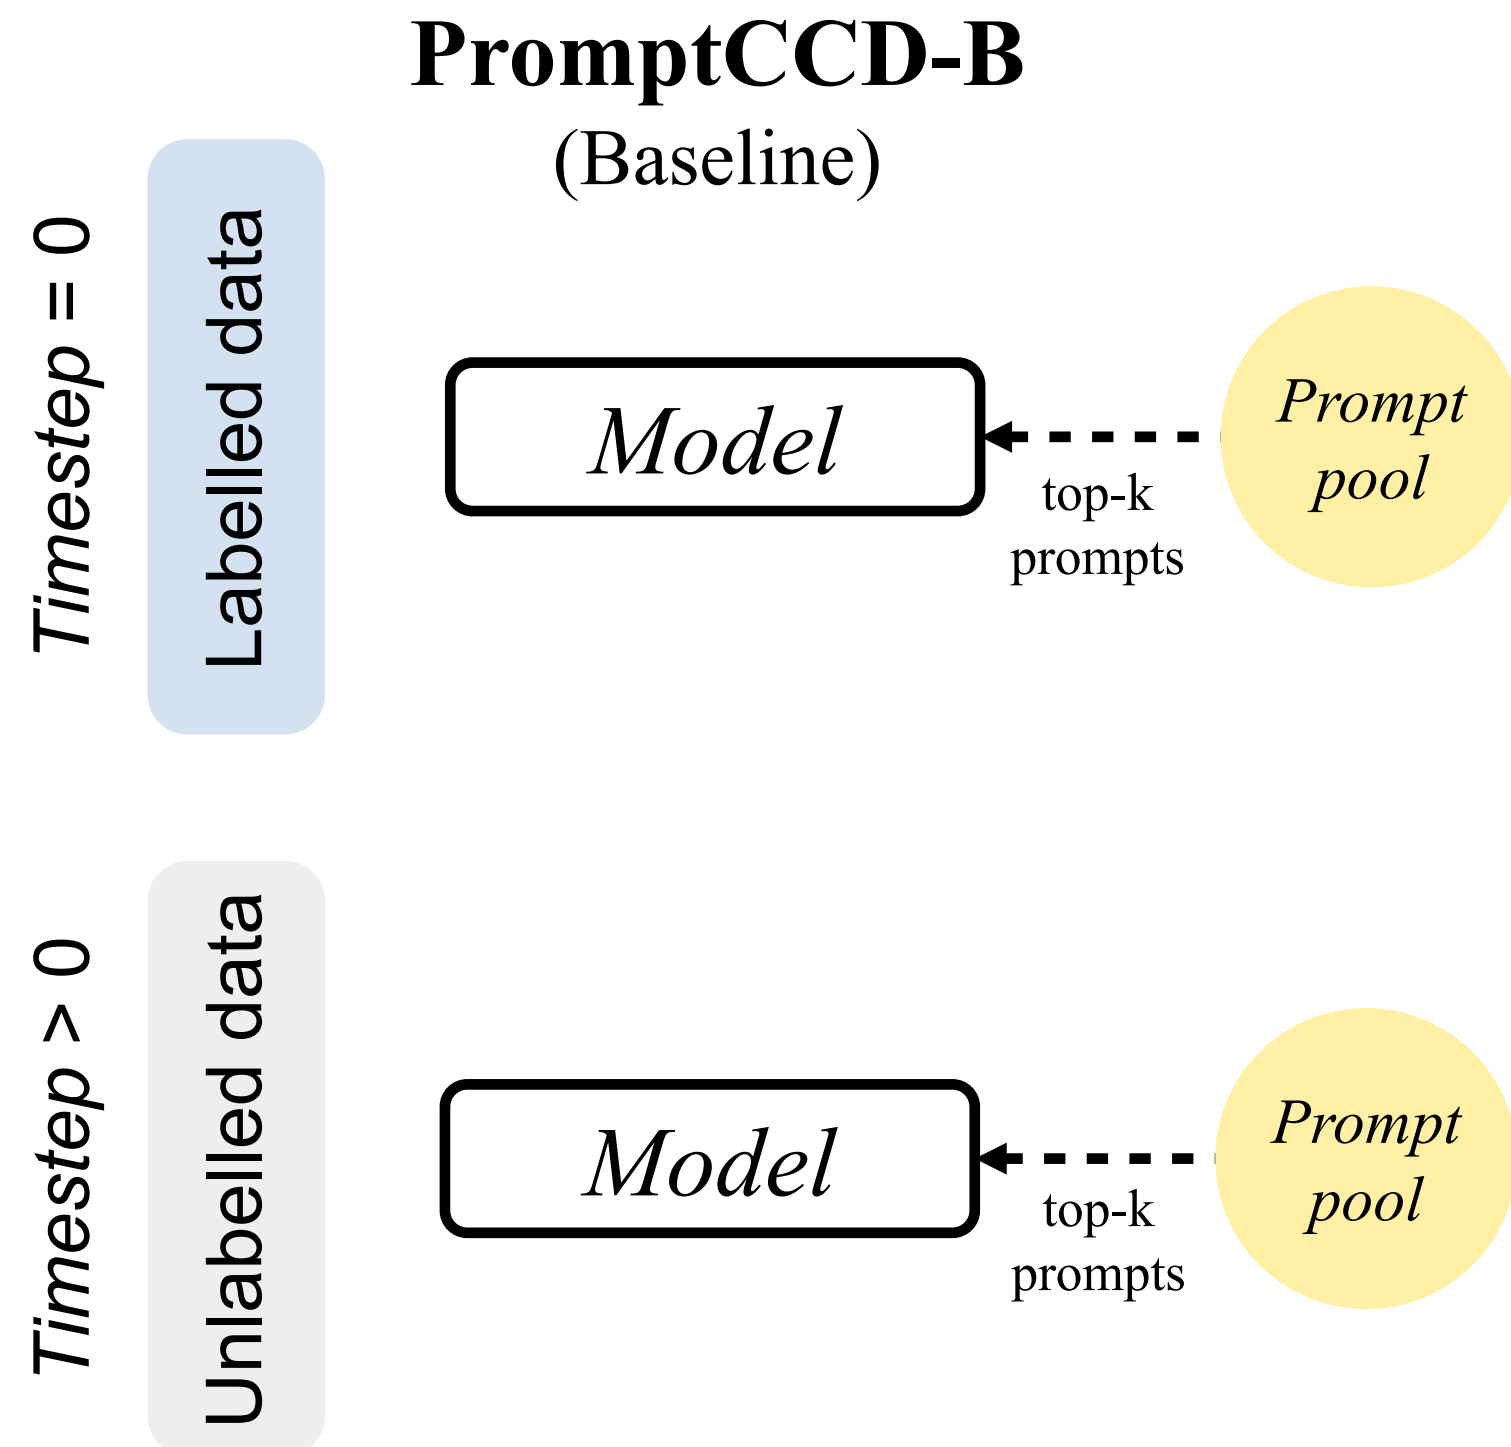 PromptCCD-B
(Baseline)
Timestep = 0
Labelled data
Model
top-k
prompts
Prompt
pool
Timestep > 0
Unlabelled data
Model
top-k
prompts
Prompt
pool